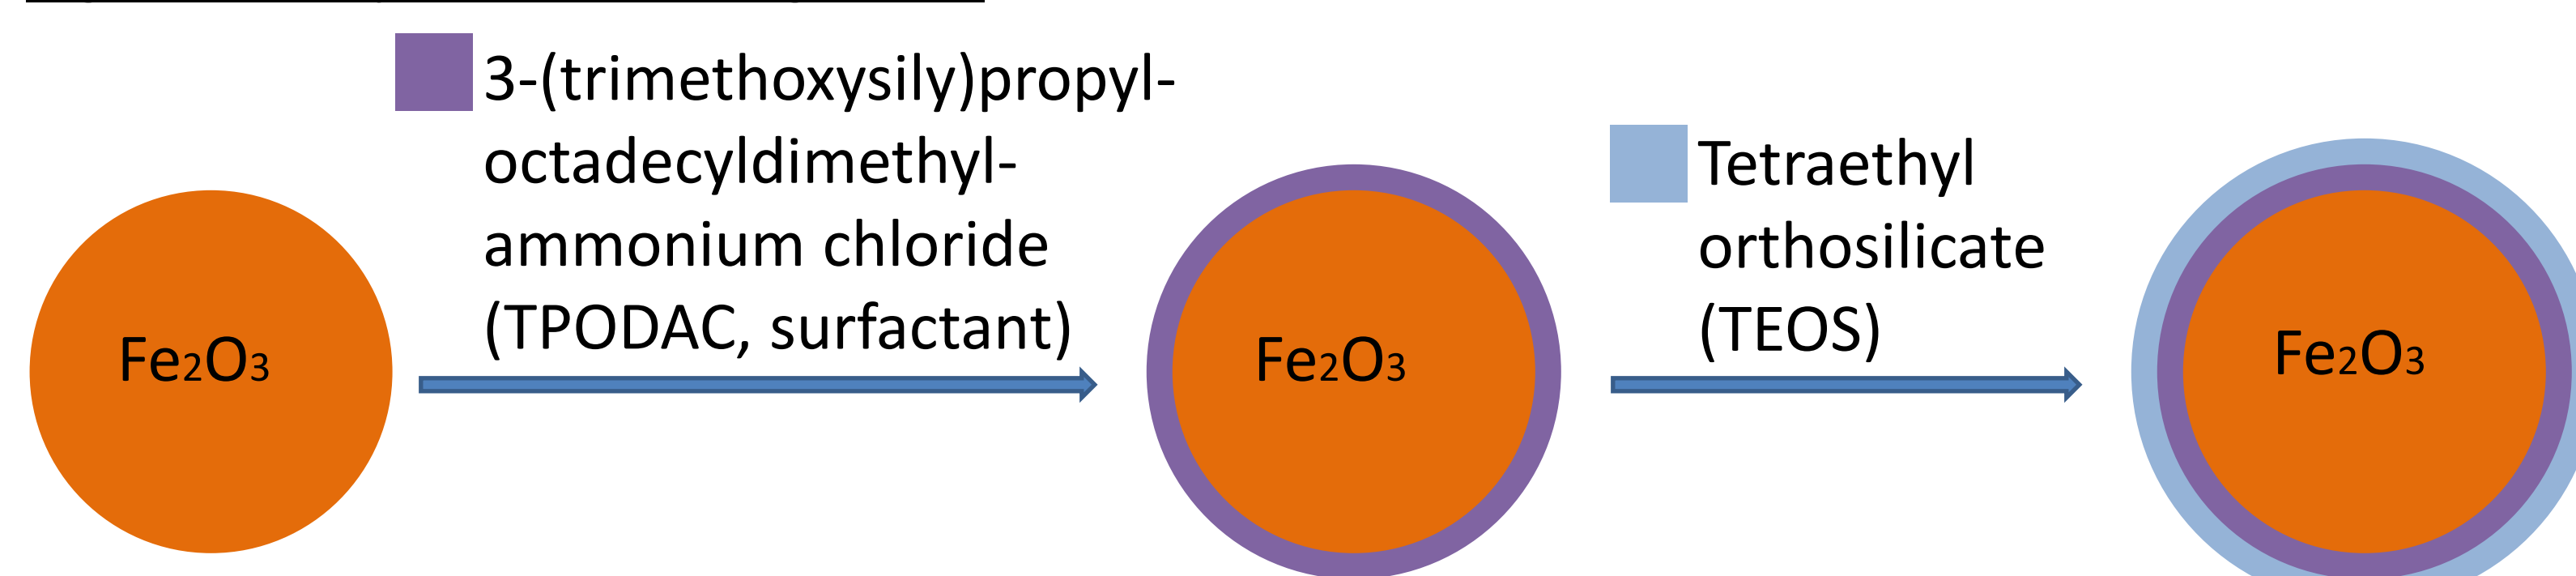 3-(trimethoxysily)propyl-
octadecyldimethyl-
ammonium chloride
(TPODAC, surfactant)
Tetraethyl
orthosilicate
(TEOS)
Fe₂O₃
Fe₂O₃
Fe₂O₃